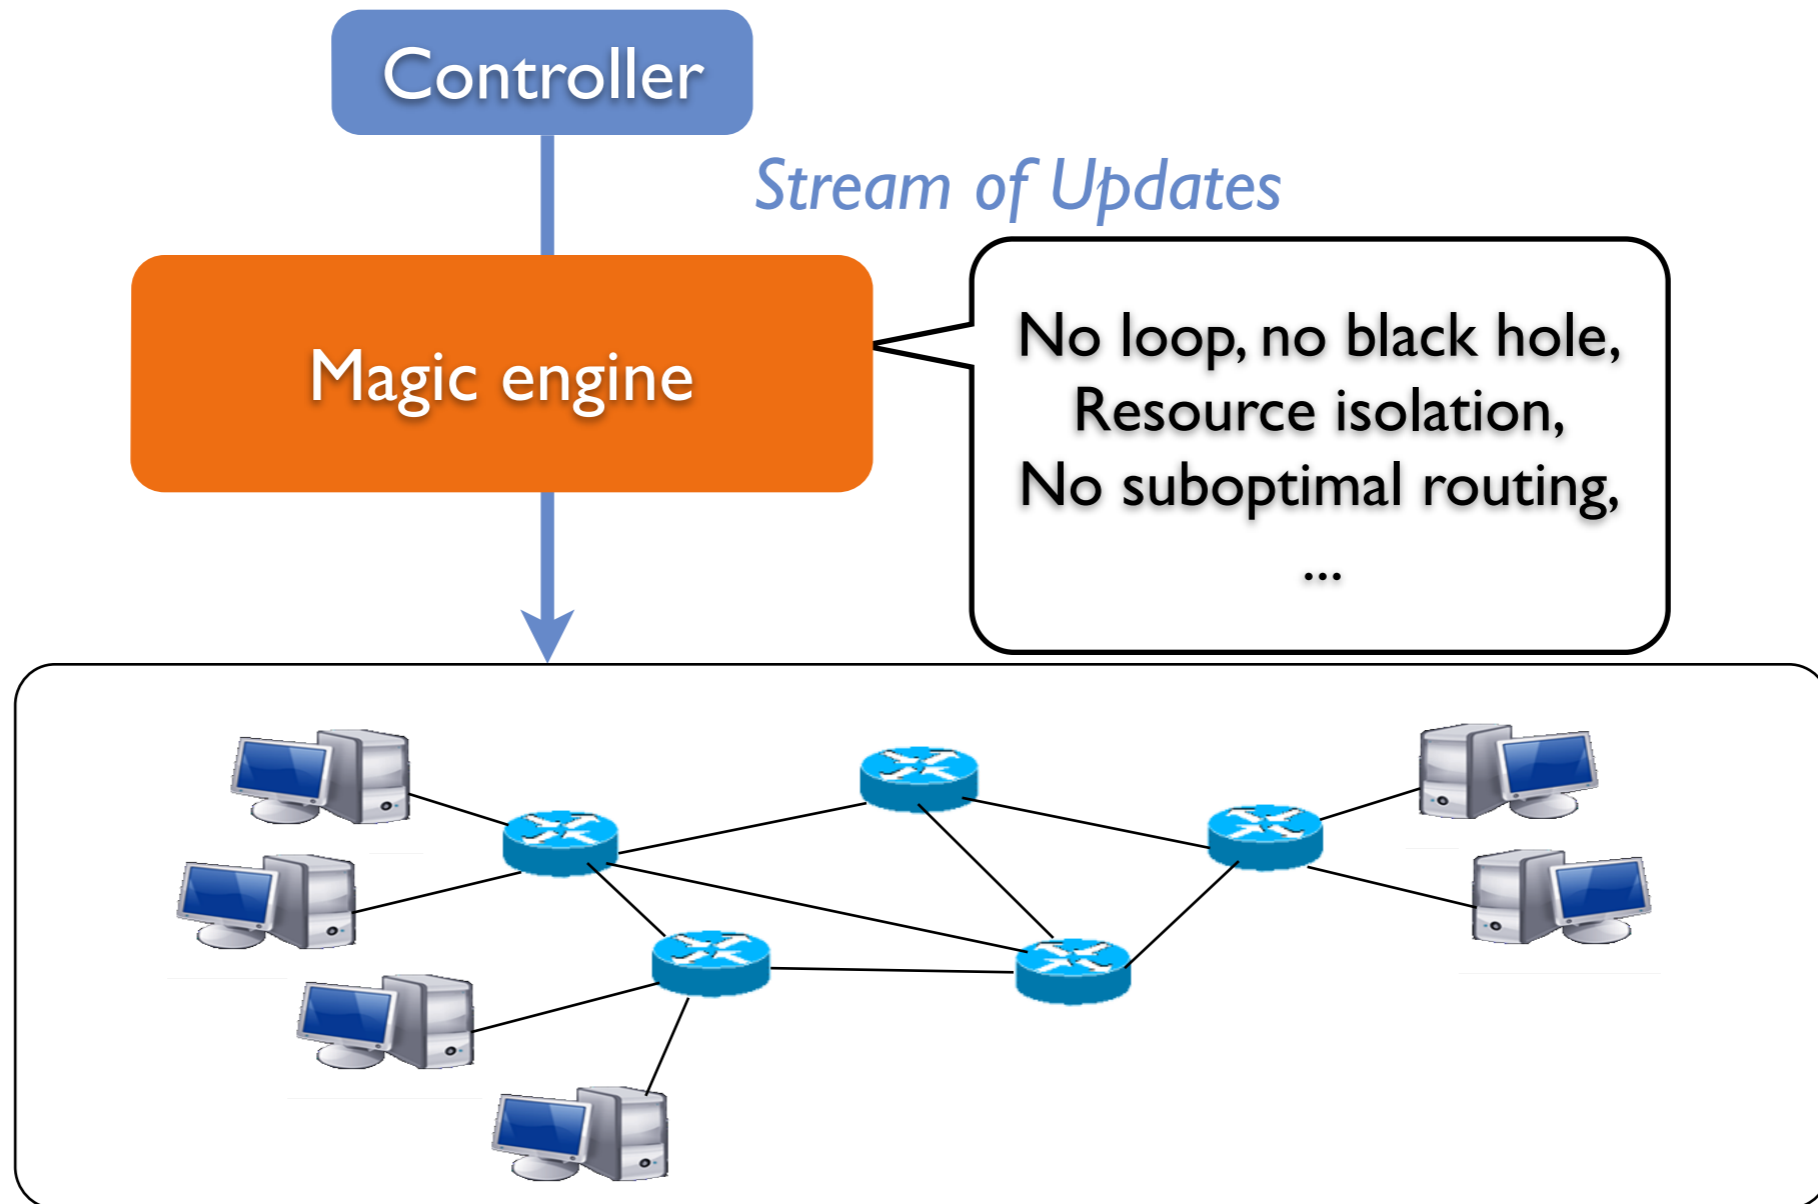 Controller
Stream of Updates
Magic engine
No loop, no black hole,
Resource isolation,
No suboptimal routing,
...